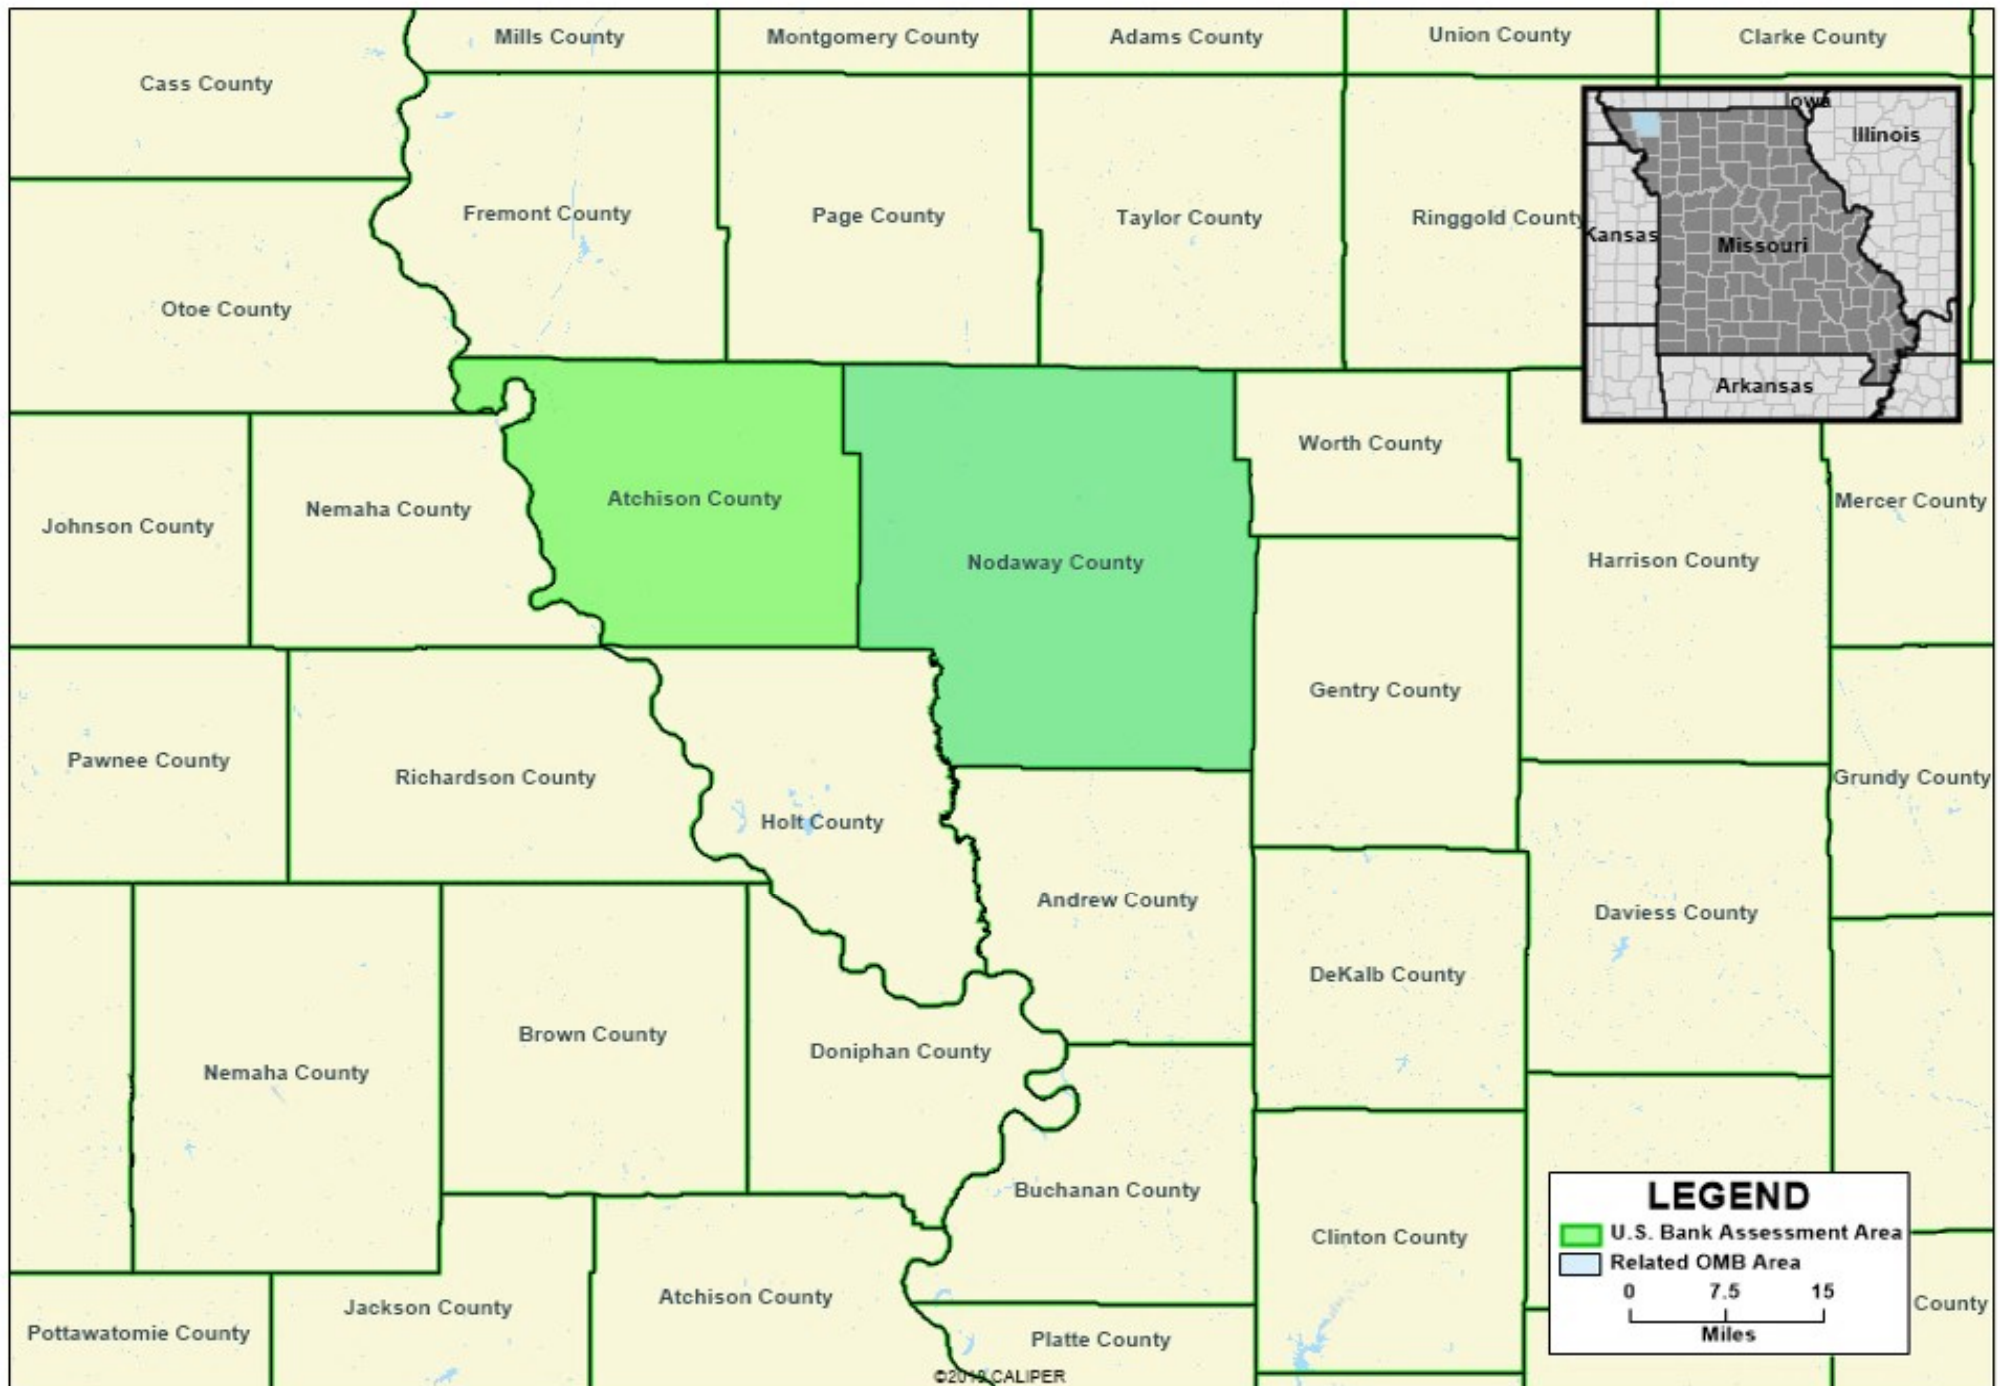 Mills County
Montgomery County
Adams County
Union County
Clarke County
Cass County
Iowa
Illinois
Fremont County
Page County
Taylor County
Ringgold County
Kansas
Missouri
Otoe County
Arkansas
Worth County
Atchison County
Mercer County
Nemaha County
Johnson County
Nodaway County
Harrison County
Gentry County
Pawnee County
Richardson County
Grundy County
Holt County
Andrew County
Daviess County
DeKalb County
Brown County
Doniphan County
Nemaha County
Buchanan County
LEGEND
U.S. Bank Assessment Area
Related OMB Area
0 7.5 15
Miles
Clinton County
Atchison County
Jackson County
County
Pottawatomie County
Platte County
©2019 CALIPER